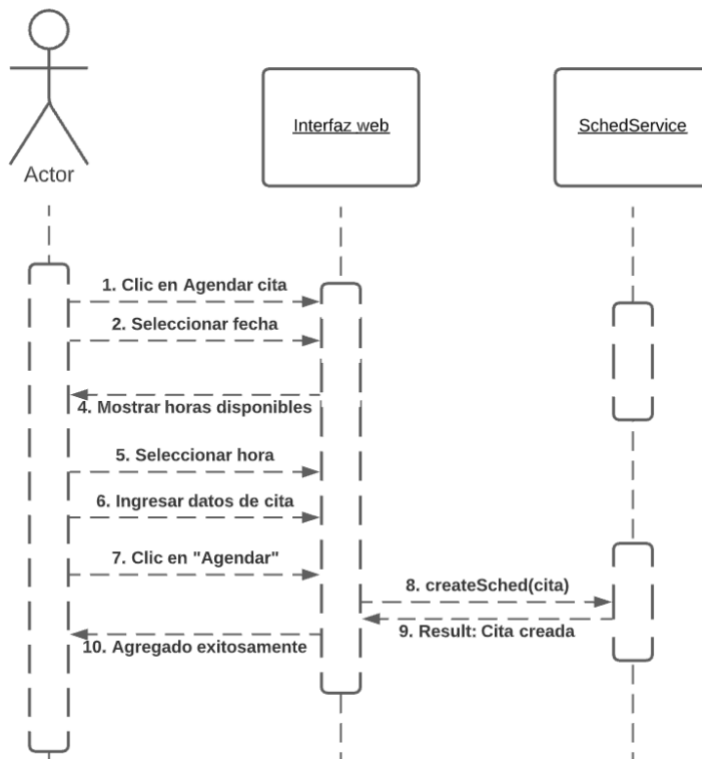 Actor
Interfaz web
SchedService
1. Clic en Agendar cita
2. Seleccionar fecha
4. Mostrar horas disponibles
5. Seleccionar hora
6. Ingresar datos de cita
7. Clic en "Agendar"
8. createSched(cita)
9. Result: Cita creada
10. Agregado exitosamente